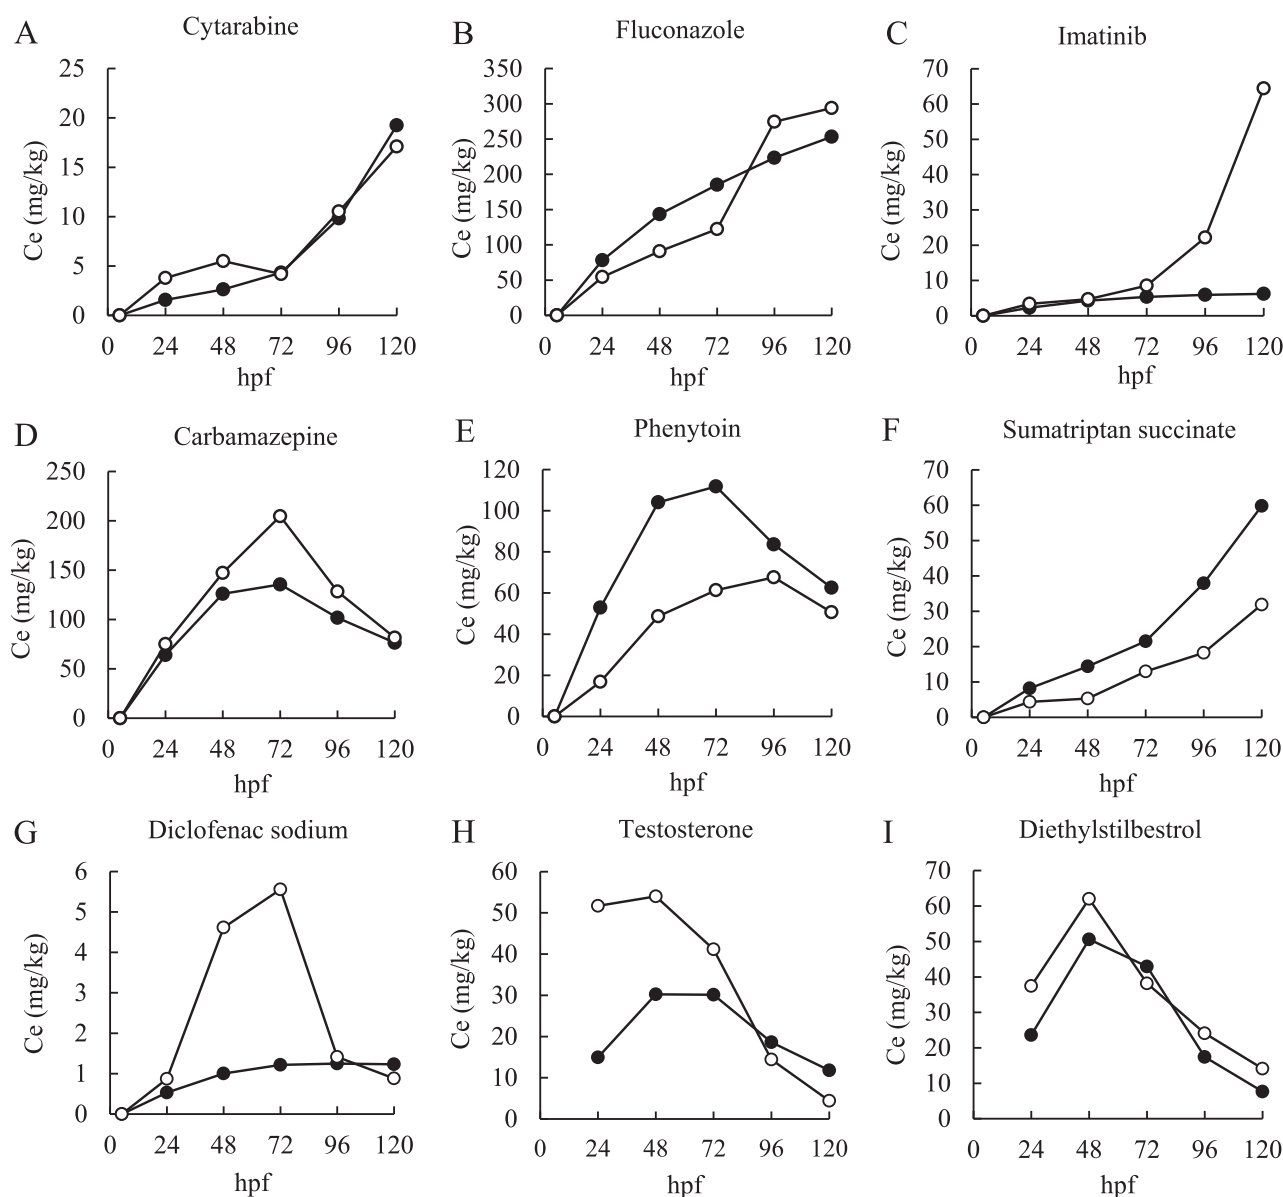 A
Cytarabine
25
20
15
10
5
0
Ce (mg/kg)
0 24 48 72 96 120
hpf
B
Fluconazole
350
300
250
200
150
100
50
0
Ce (mg/kg)
0 24 48 72 96 120
hpf
C
Imatinib
70
60
50
40
30
20
10
0
Ce (mg/kg)
0 24 48 72 96 120
hpf
D
Carbamazepine
250
200
150
100
50
0
Ce (mg/kg)
0 24 48 72 96 120
hpf
E
Phenytoin
120
100
80
60
40
20
0
Ce (mg/kg)
0 24 48 72 96 120
hpf
F
Sumatriptan succinate
70
60
50
40
30
20
10
0
Ce (mg/kg)
0 24 48 72 96 120
hpf
G
Diclofenac sodium
6
5
4
3
2
1
0
Ce (mg/kg)
0 24 48 72 96 120
hpf
H
Testosterone
60
50
40
30
20
10
0
Ce (mg/kg)
0 24 48 72 96 120
hpf
I
Diethylstilbestrol
70
60
50
40
30
20
10
0
Ce (mg/kg)
0 24 48 72 96 120
hpf